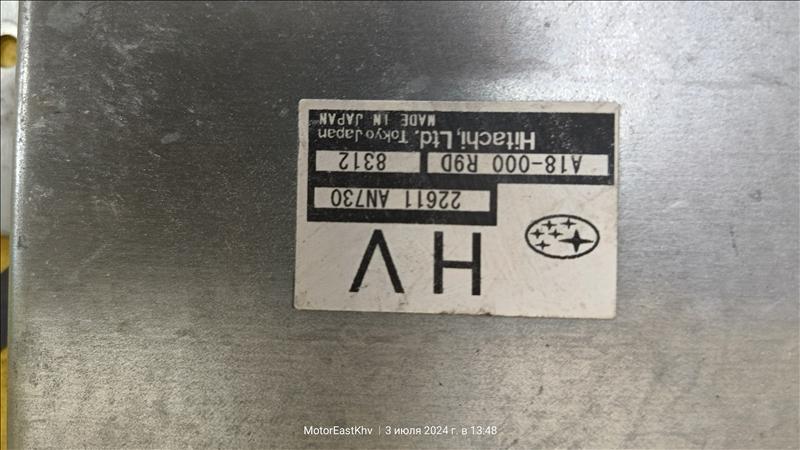 HV
22611 AN730
A18-000 R9D 8312
Hitachi,Ltd. Tokyo Japan
MADE IN JAPAN
MotorEastKhv | 3 июля 2024 г. в 13:48